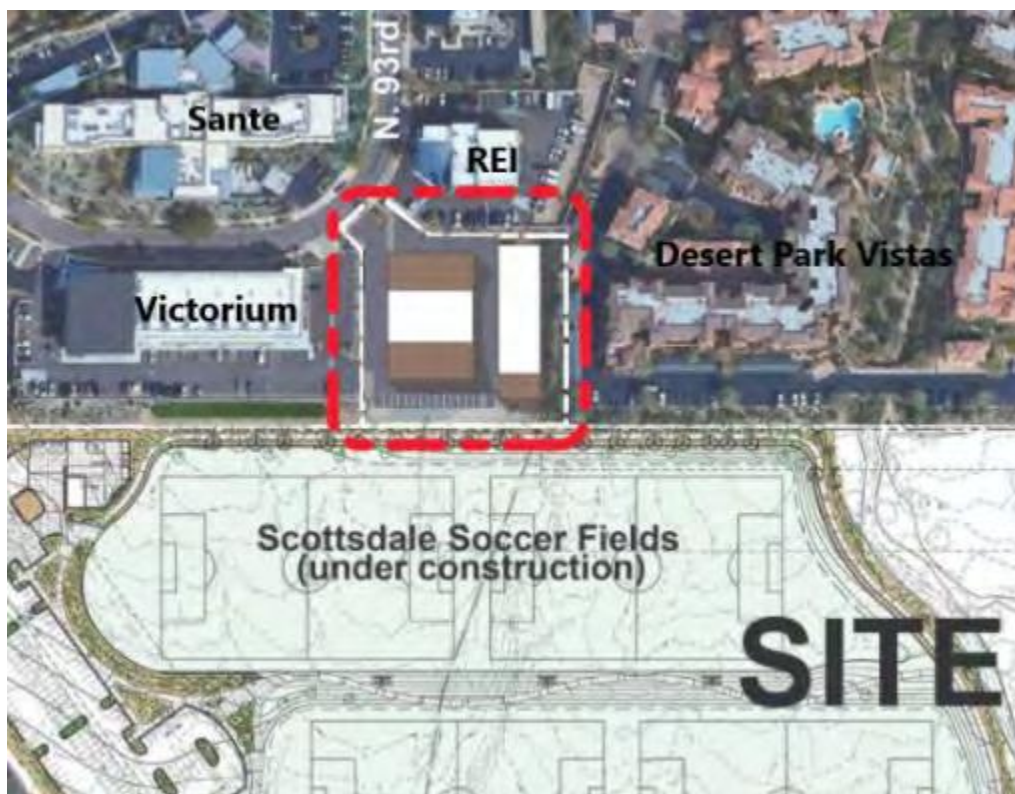 N. 93rd
Sante
REI
Desert Park Vistas
Victorium
Scottsdale Soccer Fields
(under construction)
SITE